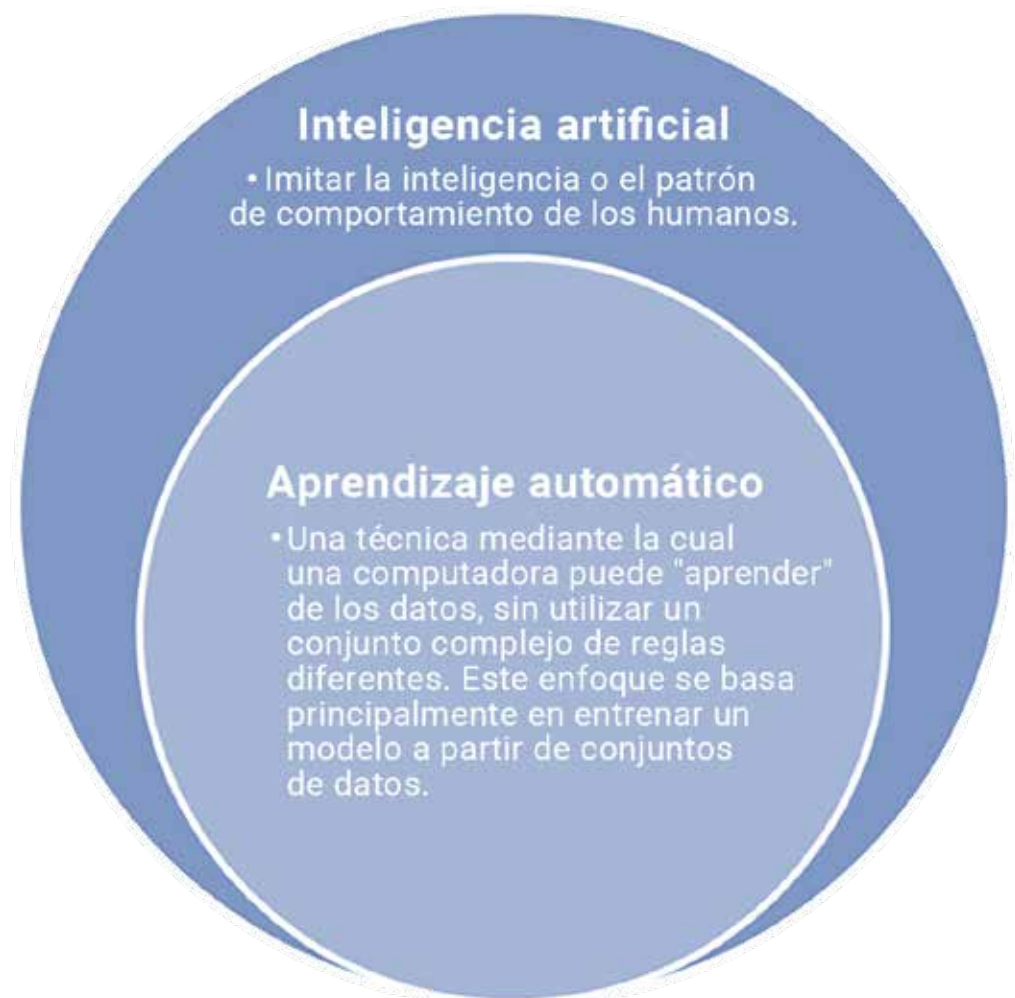 Inteligencia artificial
• Imitar la inteligencia o el patrón
de comportamiento de los humanos.
Aprendizaje automático
• Una técnica mediante la cual
una computadora puede "aprender"
de los datos, sin utilizar un
conjunto complejo de reglas
diferentes. Este enfoque se basa
principalmente en entrenar un
modelo a partir de conjuntos
de datos.